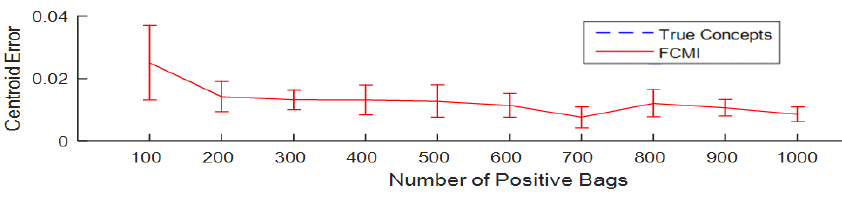 0.04
True Concepts
FCMI
0.02
0
Centroid Error
100 200 300 400 500 600 700 800 900 1000
Number of Positive Bags